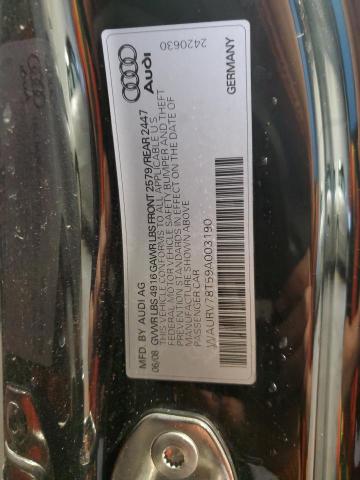 Audi
2420630
GERMANY
MFD. BY AUDI AG
06/08 GVWR LBS 4916 GAWR LBS FRONT 2579/REAR 2447
THIS VEHICLE CONFORMS TO ALL APPLICABLE U.S.
FEDERAL MOTOR VEHICLE SAFETY BUMPER AND THEFT
PREVENTION STANDARDS IN EFFECT ON THE DATE OF
MANUFACTURE SHOWN ABOVE
PASSENGER CAR
WAURV78T59A003190